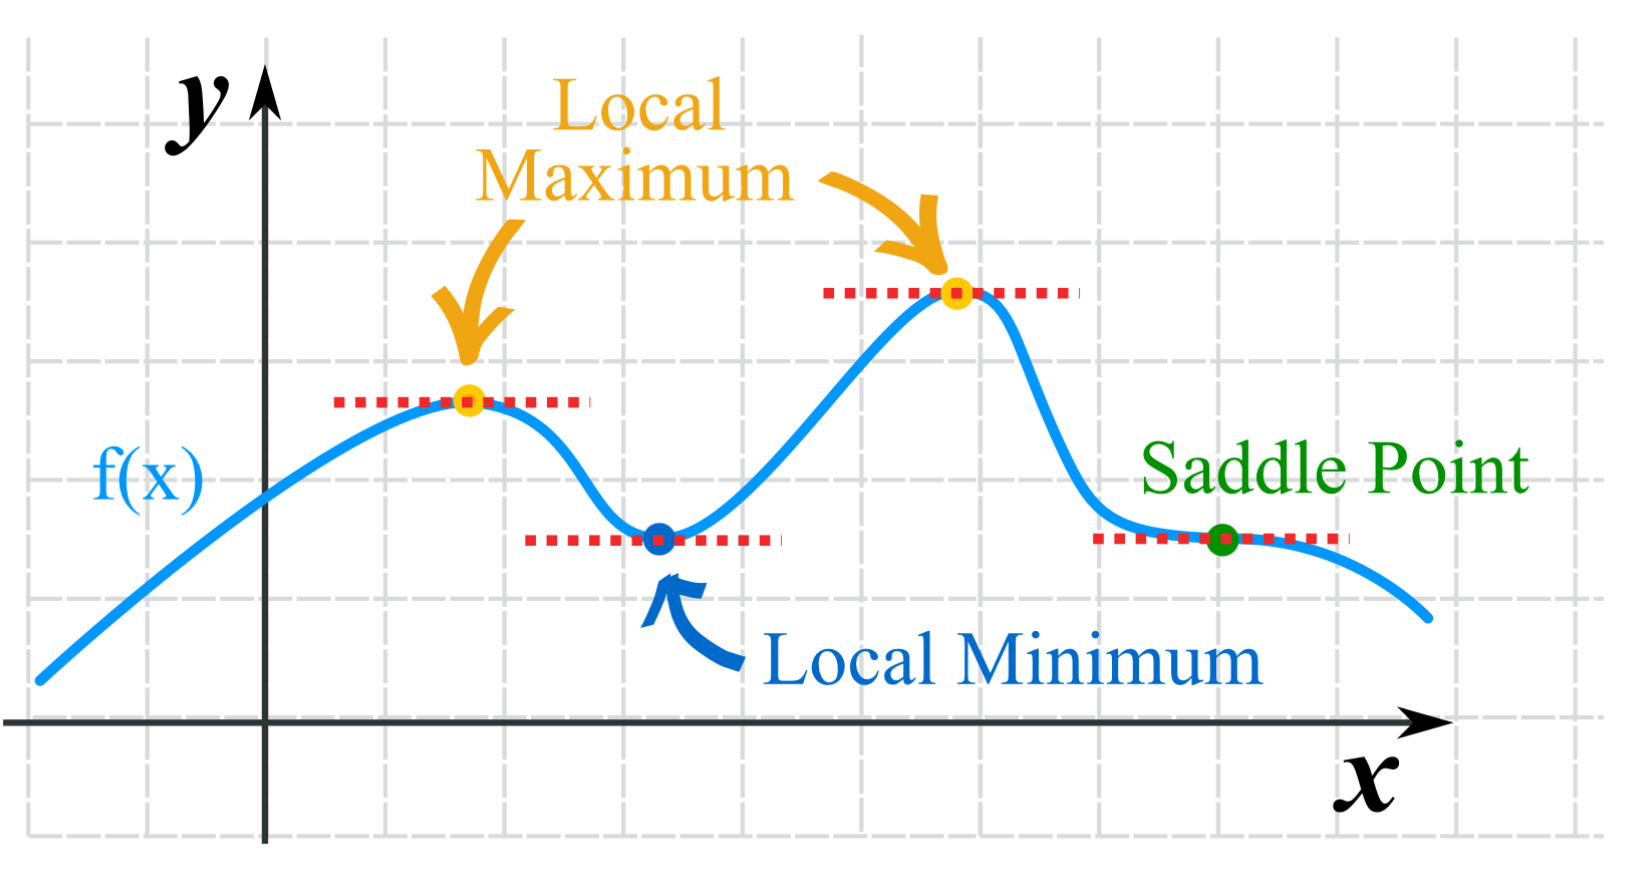 y
Local
Maximum
f(x)
Saddle Point
Local Minimum
x